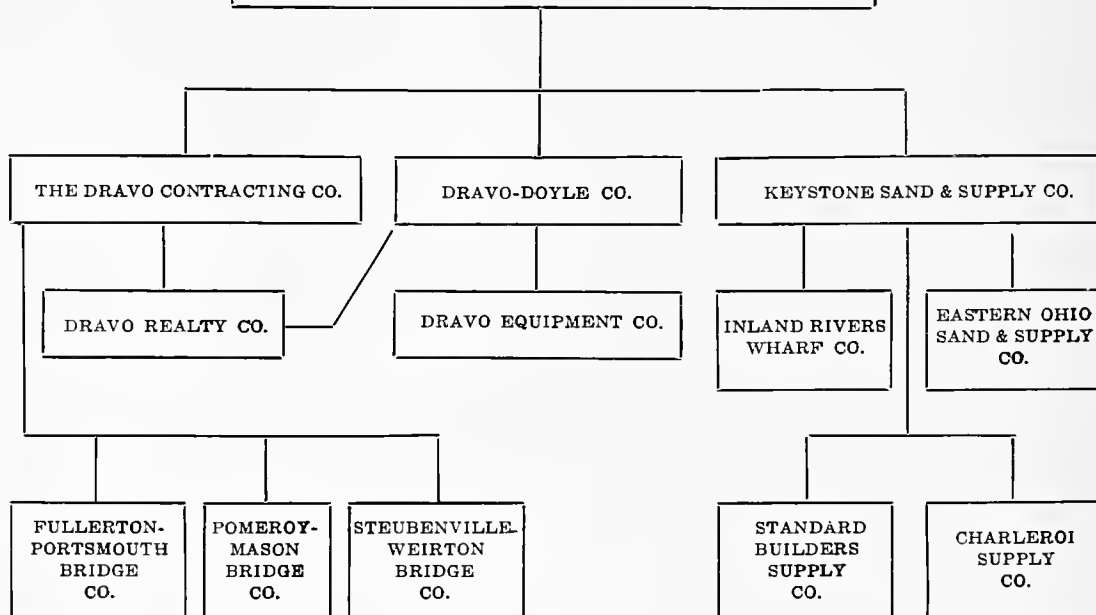 THE DRAVO CONTRACTING CO.
DRAVO-DOYLE CO.
KEYSTONE SAND & SUPPLY CO.
DRAVO REALTY CO.
DRAVO EQUIPMENT CO.
INLAND RIVERS
WHARF CO.
EASTERN OHIO
SAND & SUPPLY
CO.
FULLERTON-
PORTSMOUTH
BRIDGE
CO.
POMEROY-
MASON
BRIDGE
CO.
STEUBENVILLE-
WEIRTON
BRIDGE
CO.
STANDARD
BUILDERS
SUPPLY
CO.
CHARLEROI
SUPPLY
CO.